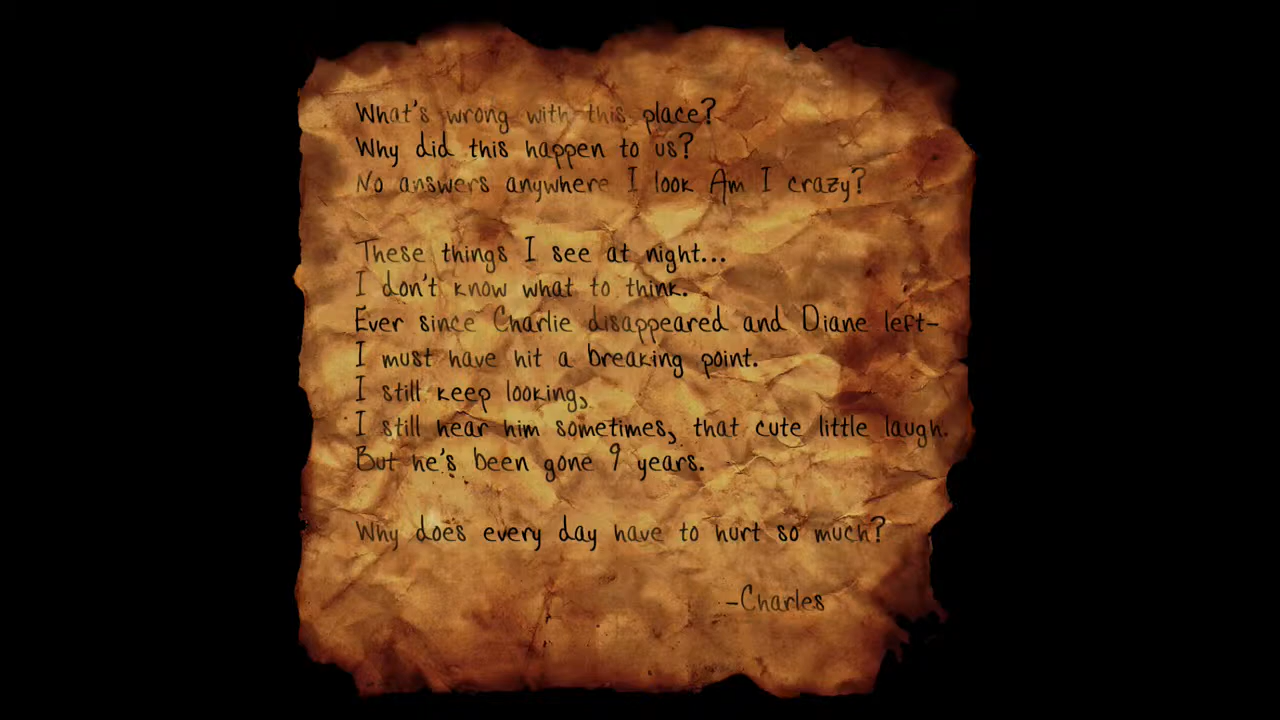 What's wrong with this place?
Why did this happen to us?
No answers anywhere I look Am I crazy?
These things I see at night...
I don't know what to think.
Ever since Charlie disappeared and Diane left-
I must have hit a breaking point.
I still keep looking,
I still hear him sometimes, that cute little laugh.
But he's been gone 9 years.
Why does every day have to hurt so much?
-Charles